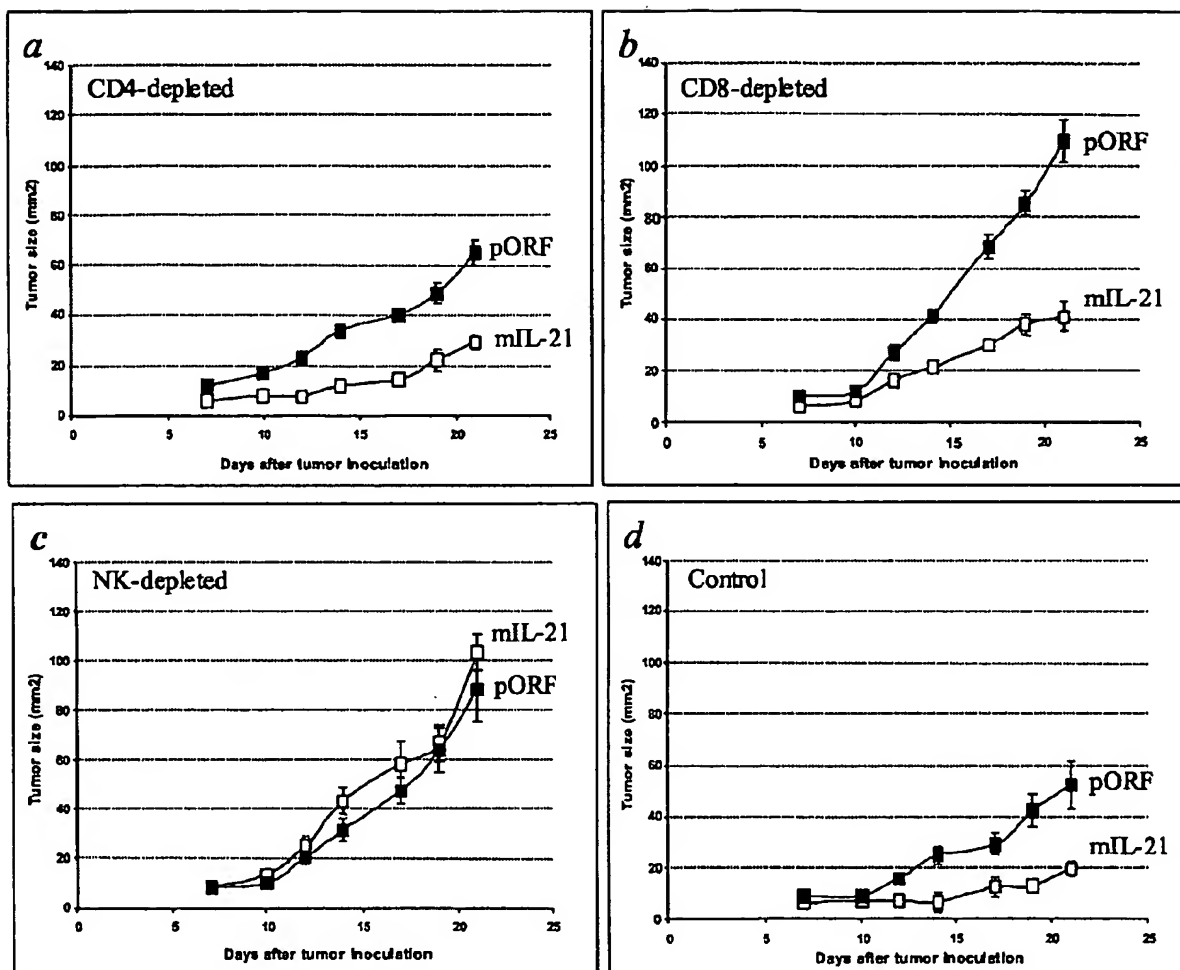 a
CD4-depleted
140
120
100
80
60
40
20
0
Tumor size (mm2)
pORF
mIL-21
0 5 10 15 20 25
Days after tumor inoculation
b
CD8-depleted
140
120
100
80
60
40
20
0
Tumor size (mm2)
pORF
mIL-21
0 5 10 15 20 25
Days after tumor inoculation
c
NK-depleted
140
120
100
80
60
40
20
0
Tumor size (mm2)
mIL-21
pORF
0 5 10 15 20 25
Days after tumor inoculation
d
Control
140
120
100
80
60
40
20
0
Tumor size (mm2)
pORF
mIL-21
0 5 10 15 20 25
Days after tumor inoculation